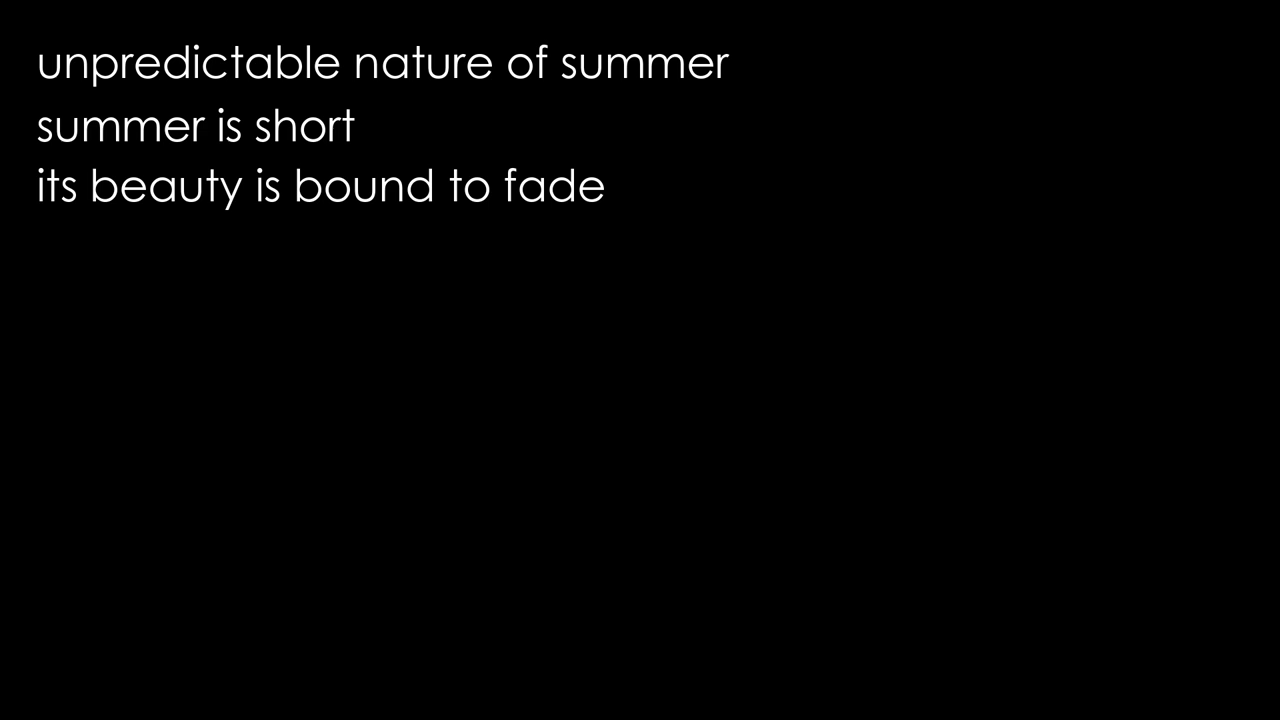 unpredictable nature of summer
summer is short
its beauty is bound to fade